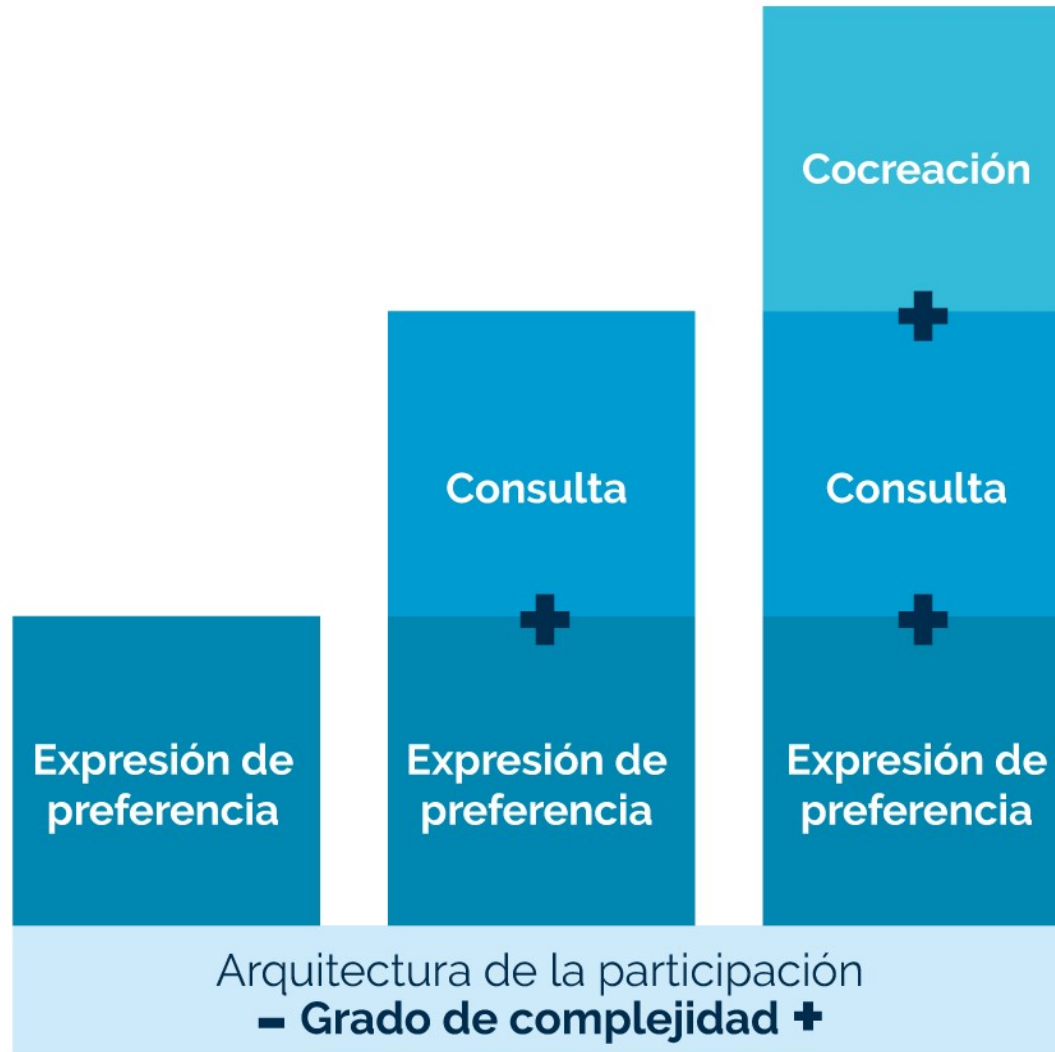 Cocreación
+
Consulta
Consulta
+
+
Expresión de
preferencia
Expresión de
preferencia
Expresión de
preferencia
Arquitectura de la participación
- Grado de complejidad +